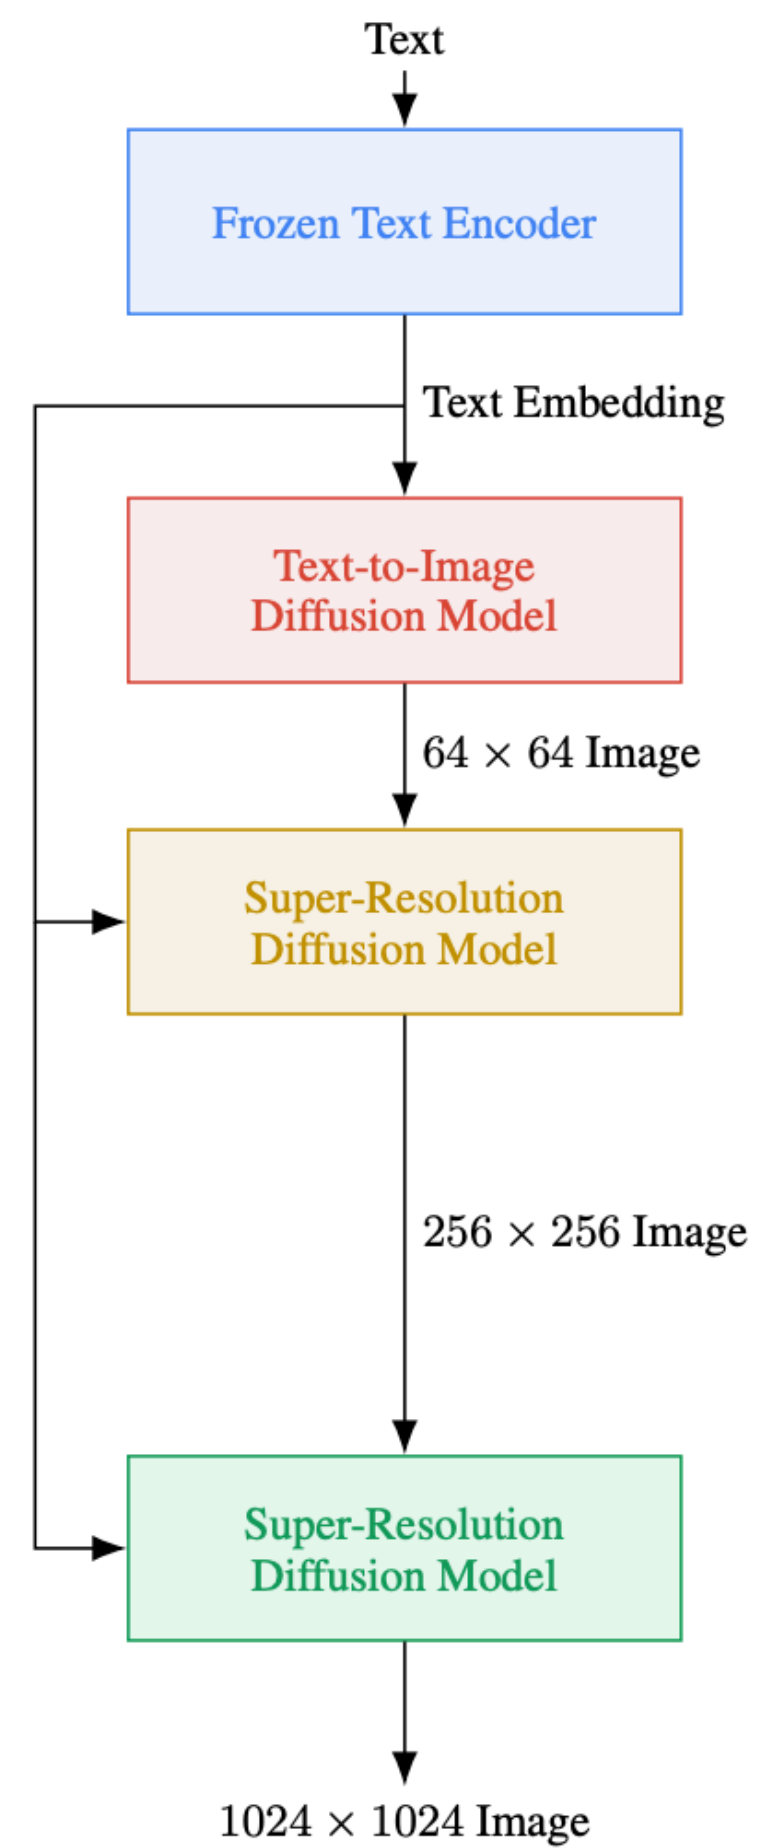 Text
Frozen Text Encoder
Text Embedding
Text-to-Image
Diffusion Model
64 × 64 Image
Super-Resolution
Diffusion Model
256 × 256 Image
Super-Resolution
Diffusion Model
1024 × 1024 Image